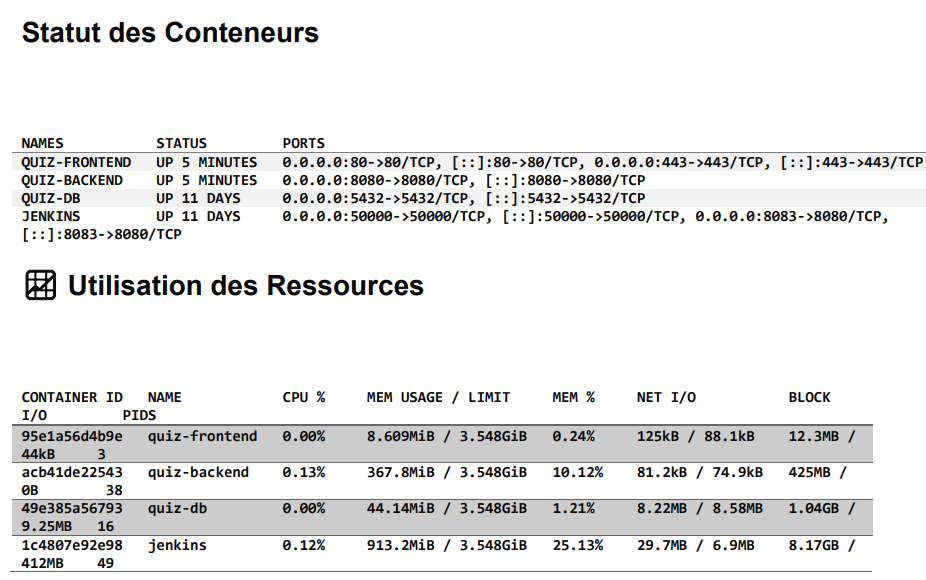 Statut des Conteneurs
NAMES STATUS PORTS
QUIZ-FRONTEND UP 5 MINUTES 0.0.0.0:80->80/TCP, [::]:80->80/TCP, 0.0.0.0:443->443/TCP, [::]:443->443/TCP
QUIZ-BACKEND UP 5 MINUTES 0.0.0.0:8080->8080/TCP, [::]:8080->8080/TCP
QUIZ-DB UP 11 DAYS 0.0.0.0:5432->5432/TCP, [::]:5432->5432/TCP
JENKINS UP 11 DAYS 0.0.0.0:50000->50000/TCP, [::]:50000->50000/TCP, 0.0.0.0:8083->8080/TCP,
[::]:8083->8080/TCP
Utilisation des Ressources
CONTAINER ID NAME CPU % MEM USAGE / LIMIT MEM % NET I/O BLOCK
I/O PIDS
95e1a56d4b9e quiz-frontend 0.00% 8.609MiB / 3.548GiB 0.24% 125kB / 88.1kB 12.3MB /
44kB 3
acb41de22543 quiz-backend 0.13% 367.8MiB / 3.548GiB 10.12% 81.2kB / 74.9kB 425MB /
0B 38
49e385a56793 quiz-db 0.00% 44.14MiB / 3.548GiB 1.21% 8.22MB / 8.58MB 1.04GB /
9.25MB 16
1c4807e92e98 jenkins 0.12% 913.2MiB / 3.548GiB 25.13% 29.7MB / 6.9MB 8.17GB /
412MB 49